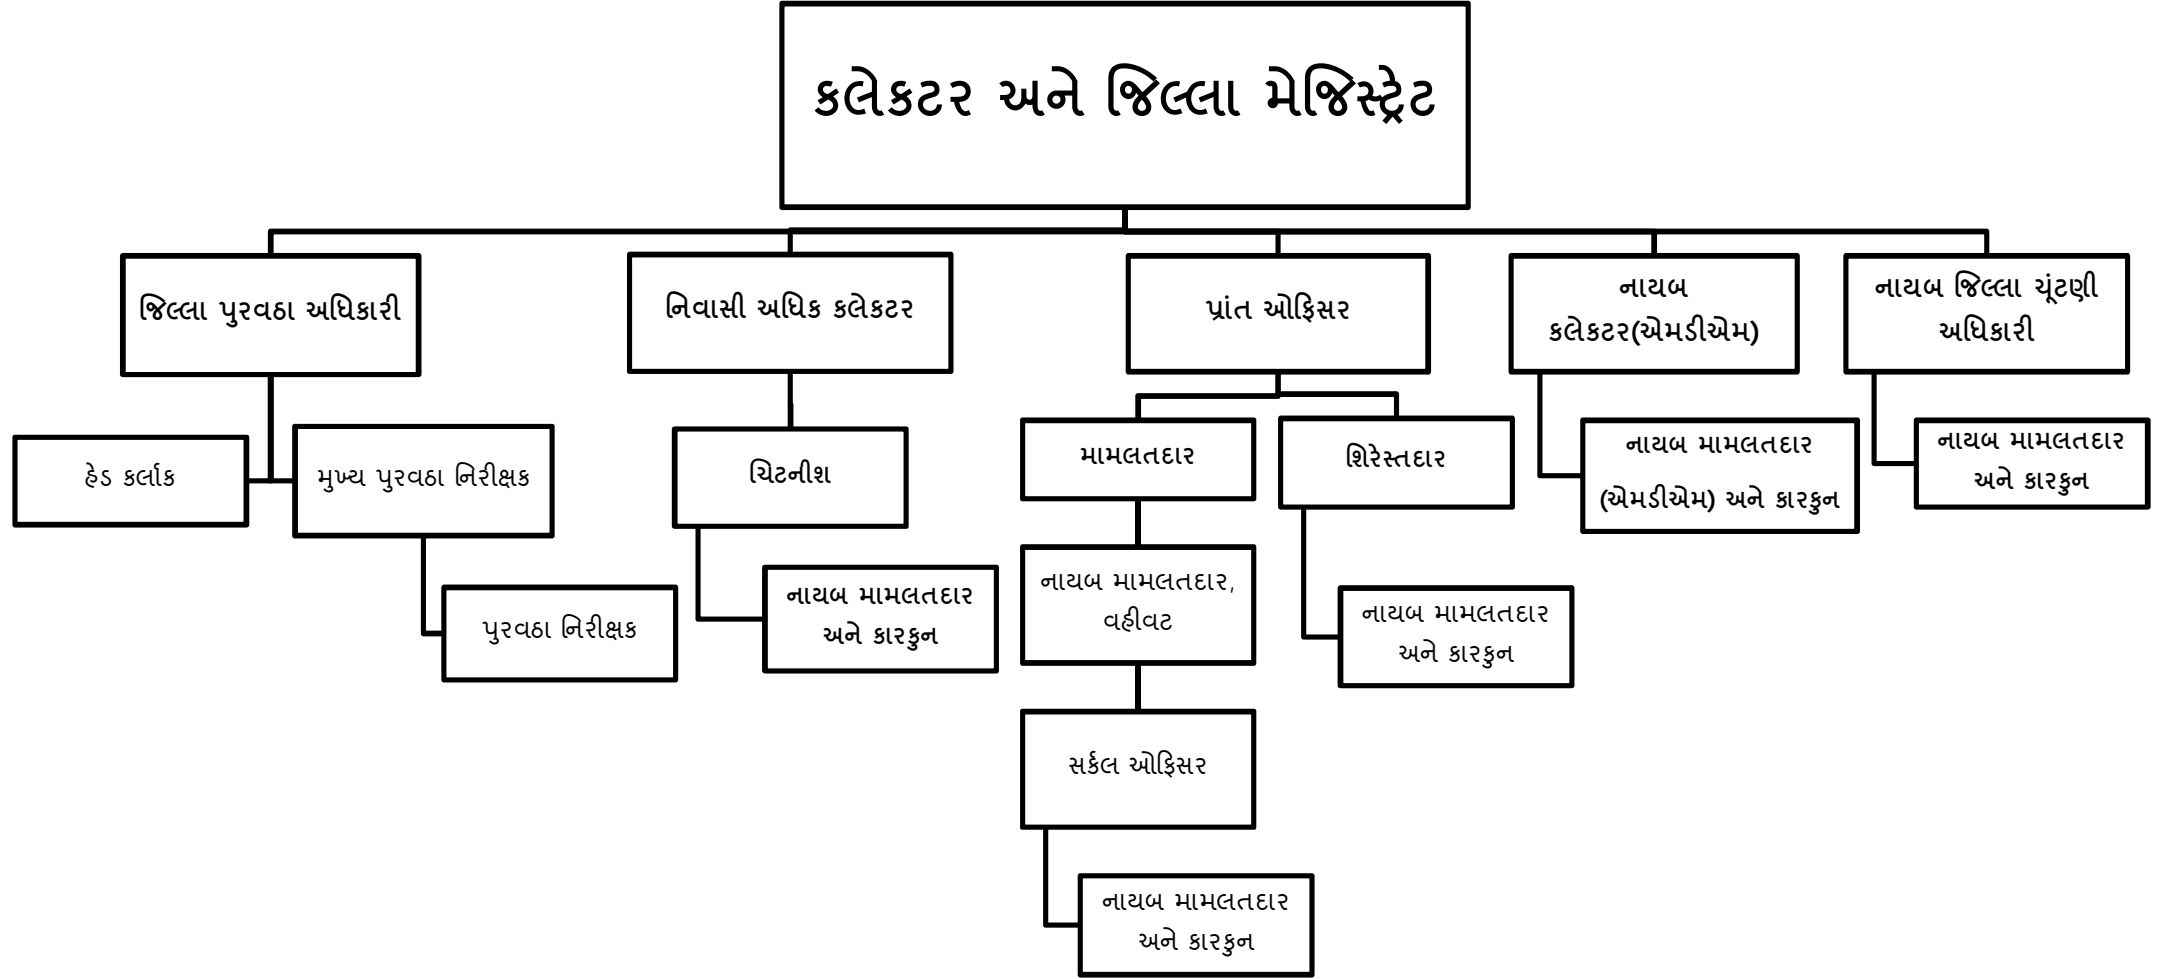 કલેકટર અને જિલ્લા મેજિસ્ટ્રેટ
જિલ્લા પુરવઠા અધિકારી
નિવાસી અધિક કલેકટર
પ્રાંત ઓફિસર
નાયબ
કલેકટર(એમડીએમ)
નાયબ જિલ્લા ચૂંટણી
અધિકારી
હેડ કર્લાક
મુખ્ય પુરવઠા નિરીક્ષક
ચિટનીશ
મામલતદાર
શિરેસ્તદાર
નાયબ મામલતદાર
(એમડીએમ) અને કારકુન
નાયબ મામલતદાર
અને કારકુન
પુરવઠા નિરીક્ષક
નાયબ મામલતદાર
અને કારકુન
નાયબ મામલતદાર,
વહીવટ
નાયબ મામલતદાર
અને કારકુન
સર્કલ ઓફિસર
નાયબ મામલતદાર
અને કારકુન